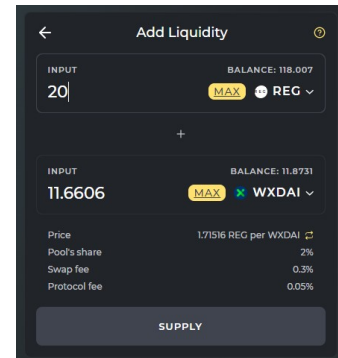 Add Liquidity
INPUT BALANCE: 118.007
20 MAX REG
+
INPUT BALANCE: 11.8731
11.6606 MAX WXDAI
Price 1.71516 REG per WXDAI
Pool's share 2%
Swap fee 0.3%
Protocol fee 0.05%
SUPPLY